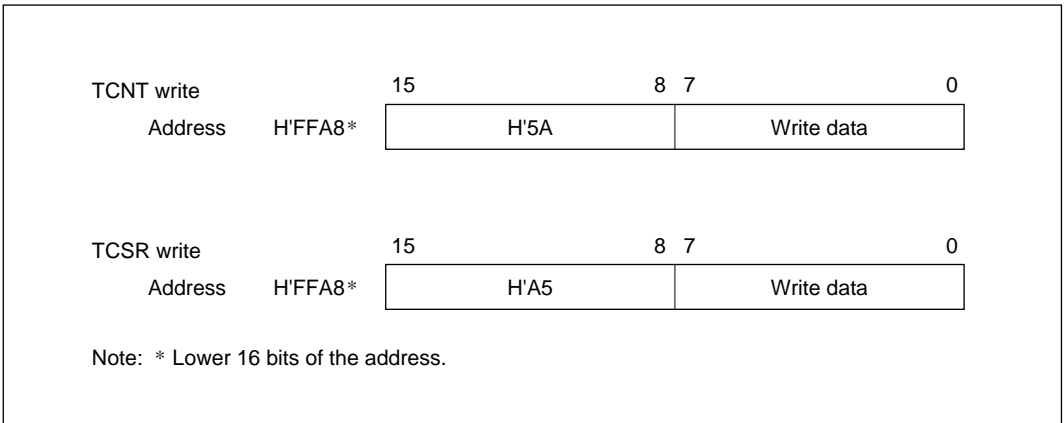 TCNT write 15 8 7 0
Address H'FFA8* H'5A Write data
TCSR write 15 8 7 0
Address H'FFA8* H'A5 Write data
Note: * Lower 16 bits of the address.